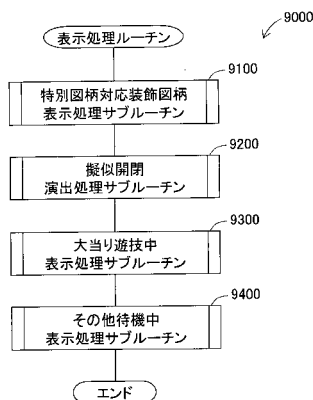 9000
表示処理ルーチン
9100
特別図柄対応装飾図柄
表示処理サブルーチン
9200
擬似開閉
演出処理サブルーチン
9300
大当り遊技中
表示処理サブルーチン
9400
その他待機中
表示処理サブルーチン
エンド